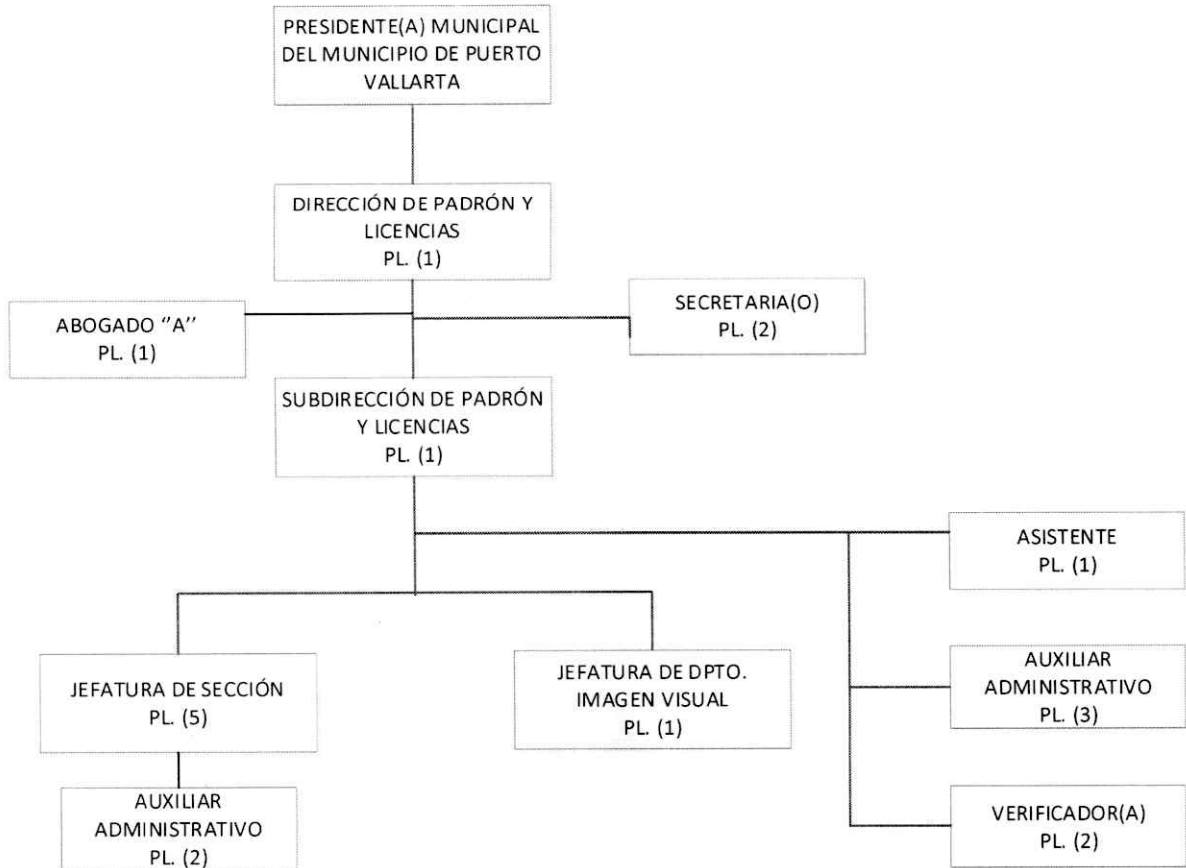 PRESIDENTE(A) MUNICIPAL
DEL MUNICIPIO DE PUERTO
VALLARTA
DIRECCIÓN DE PADRÓN Y
LICENCIAS
PL. (1)
ABOGADO ‘’A’’
PL. (1)
SECRETARIA(O)
PL. (2)
SUBDIRECCIÓN DE PADRÓN
Y LICENCIAS
PL. (1)
ASISTENTE
PL. (1)
JEFATURA DE SECCIÓN
PL. (5)
JEFATURA DE DPTO.
IMAGEN VISUAL
PL. (1)
AUXILIAR
ADMINISTRATIVO
PL. (3)
AUXILIAR
ADMINISTRATIVO
PL. (2)
VERIFICADOR(A)
PL. (2)